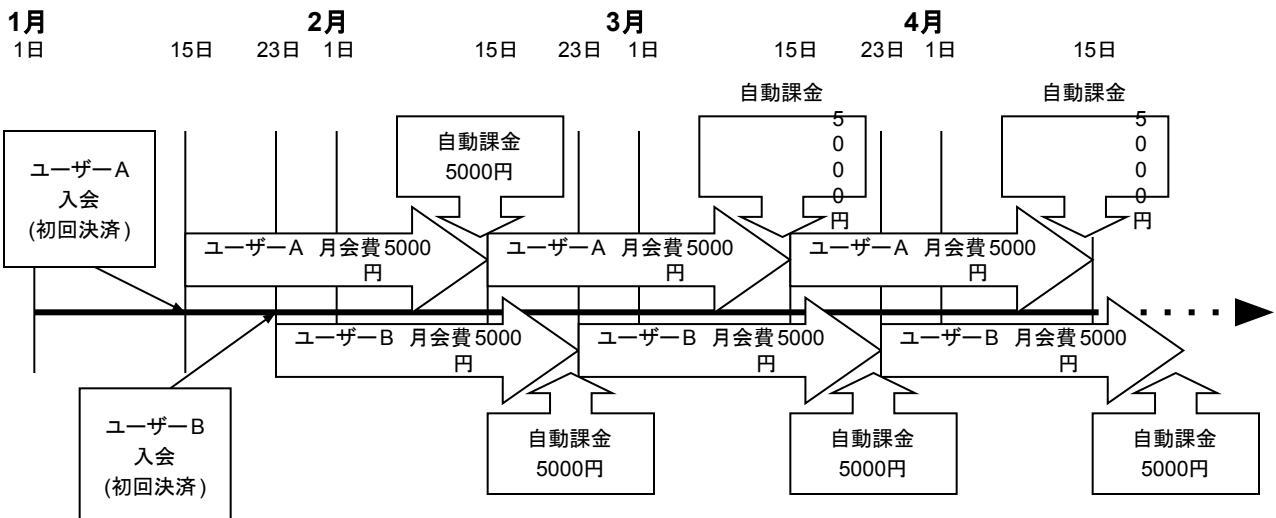 1月 2月 3月 4月
1日 15日 23日 1日 15日 23日 1日 15日 23日 1日 15日
自動課金
5000円
自動課金
5000円
自動課金
5000円
ユーザーA
入会
(初回決済)
ユーザーA 月会費5000
円
ユーザーA 月会費5000
円
ユーザーA 月会費5000
円
ユーザーB 月会費5000
円
ユーザーB 月会費5000
円
ユーザーB 月会費5000
円
ユーザーB
入会
(初回決済)
自動課金
5000円
自動課金
5000円
自動課金
5000円